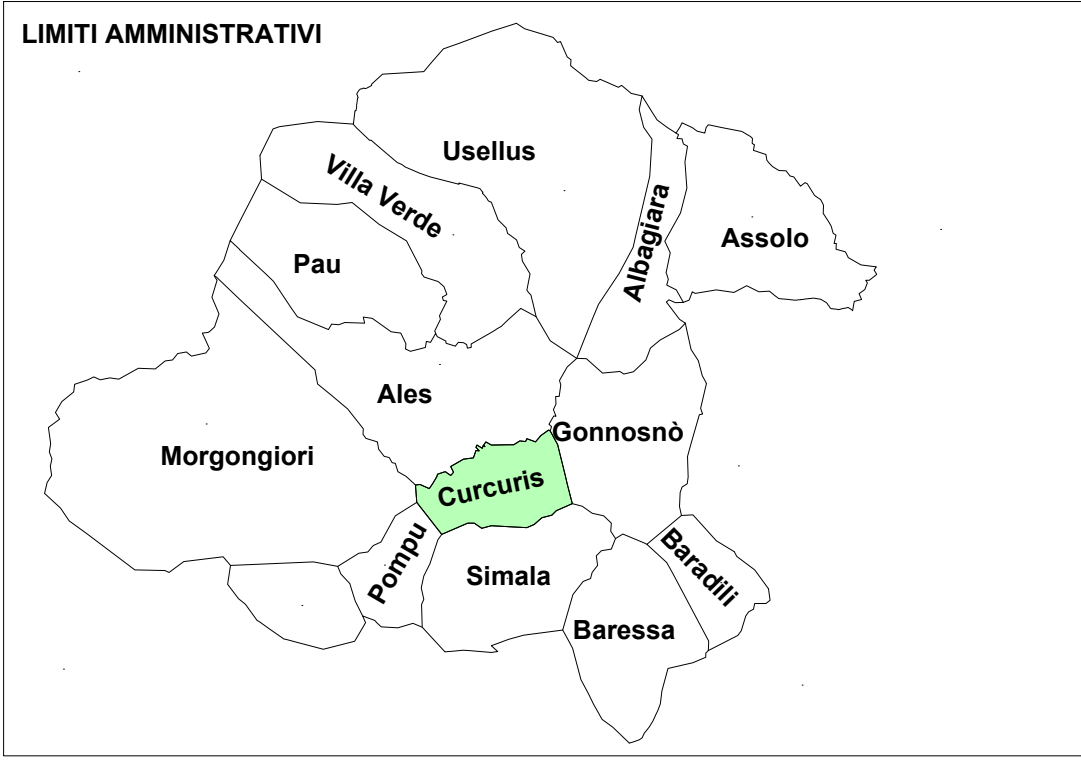 LIMITI AMMINISTRATIVI
Usellus
Villa Verde
Albagiara
Assolo
Pau
Ales
Gonnosnò
Morgongiori
Curcuris
Pompu
Simala
Baradili
Baressa